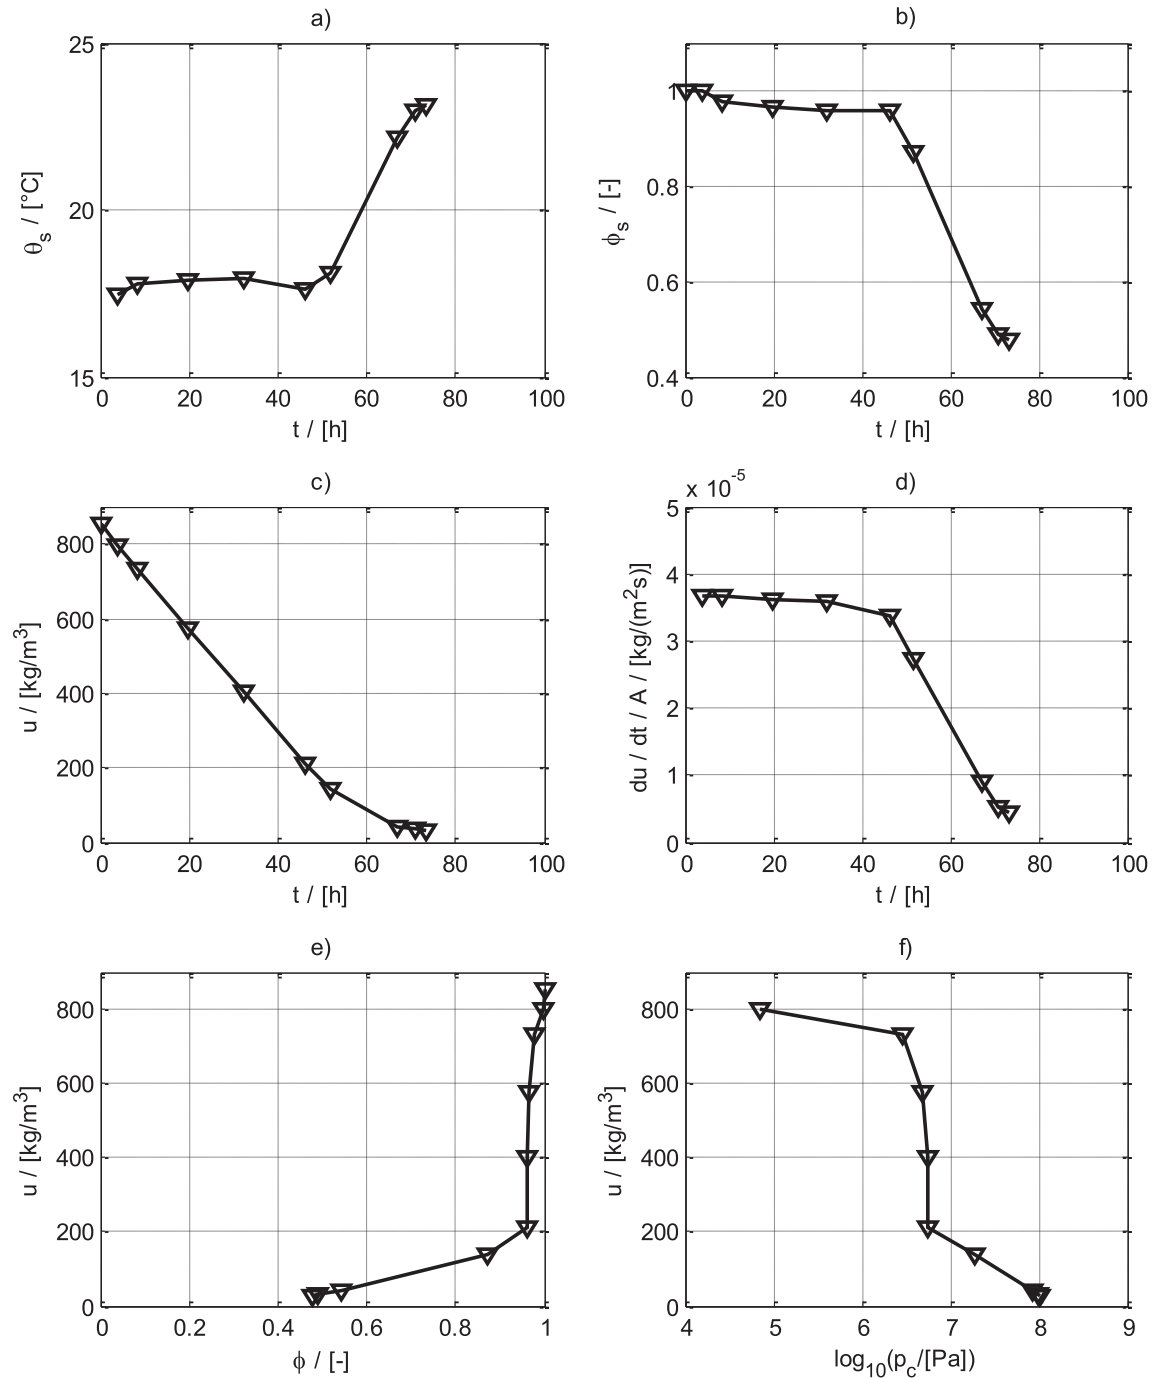 a)
25
20
15
θs / [°C]
0 20 40 60 80 100
t / [h]
b)
1
0.8
0.6
0.4
ϕs / [-]
0 20 40 60 80 100
t / [h]
c)
800
600
400
200
0
u / [kg/m3]
0 20 40 60 80 100
t / [h]
d)
x 10-5
5
4
3
2
1
0
du / dt / A / [kg/(m2s)]
0 20 40 60 80 100
t / [h]
e)
800
600
400
200
0
u / [kg/m3]
0 0.2 0.4 0.6 0.8 1
ϕ / [-]
f)
800
600
400
200
0
u / [kg/m3]
4 5 6 7 8 9
log10(pc/[Pa])